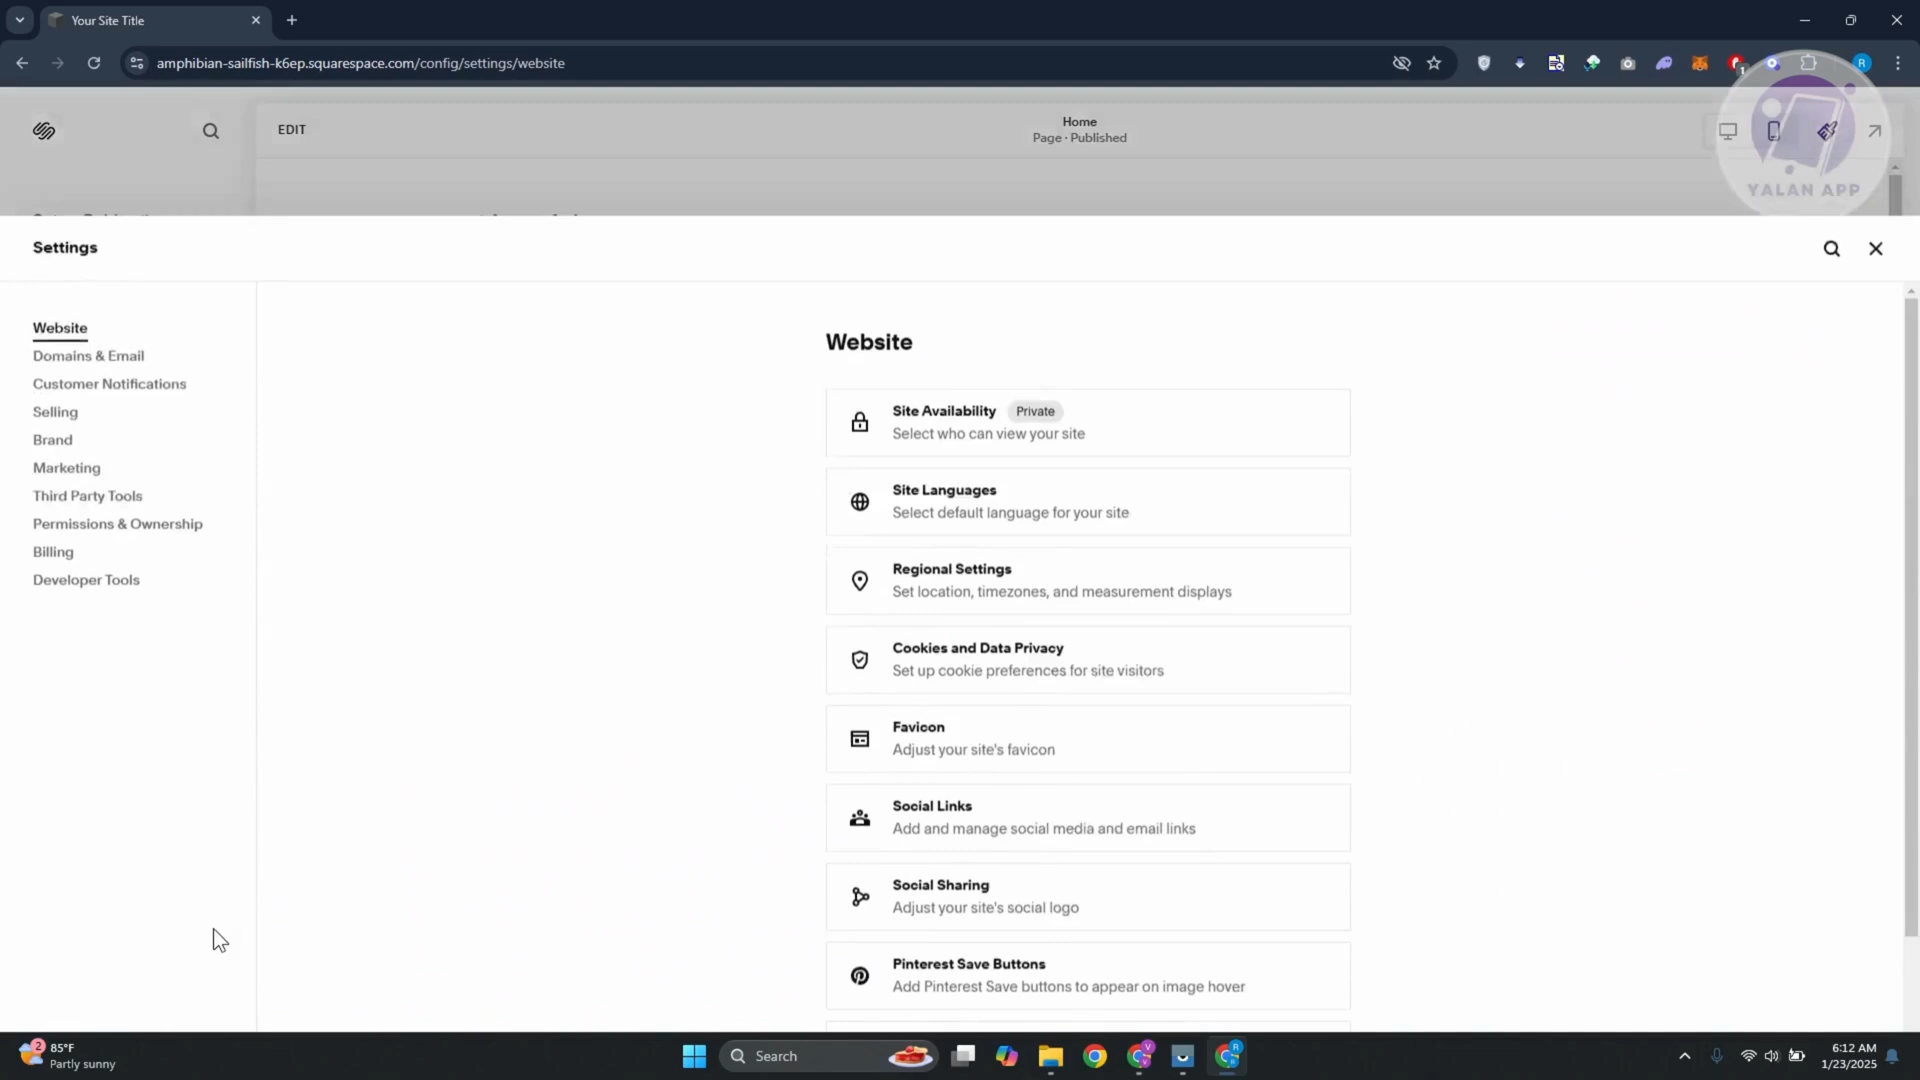 Your Site Title
amphibian-sailfish-k6ep.squarespace.com/config/settings/website
R
1
EDIT
Home
Page · Published
YALAN APP
Settings
Website
Domains & Email
Customer Notifications
Selling
Brand
Marketing
Third Party Tools
Permissions & Ownership
Billing
Developer Tools
Website
Site Availability Private
Select who can view your site
Site Languages
Select default language for your site
Regional Settings
Set location, timezones, and measurement displays
Cookies and Data Privacy
Set up cookie preferences for site visitors
Favicon
Adjust your site's favicon
Social Links
Add and manage social media and email links
Social Sharing
Adjust your site's social logo
Pinterest Save Buttons
Add Pinterest Save buttons to appear on image hover
2
85°F
Partly sunny
Search
V
R
6:12 AM
1/23/2025